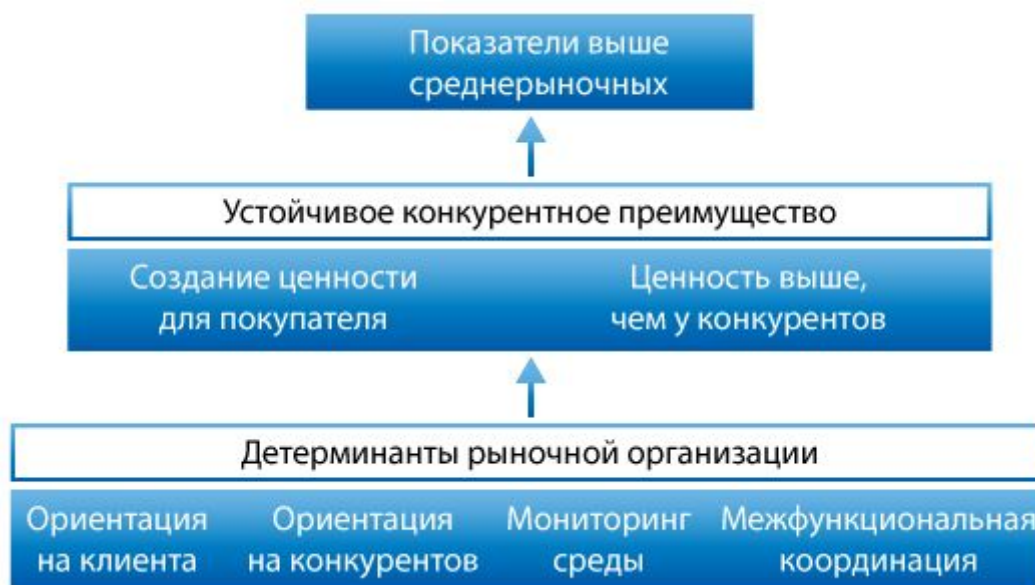 Показатели выше
среднерыночных
Устойчивое конкурентное преимущество
Создание ценности
для покупателя
Ценность выше,
чем у конкурентов
Детерминанты рыночной организации
Ориентация
на клиента
Ориентация
на конкурентов
Мониторинг
среды
Межфункциональная
координация